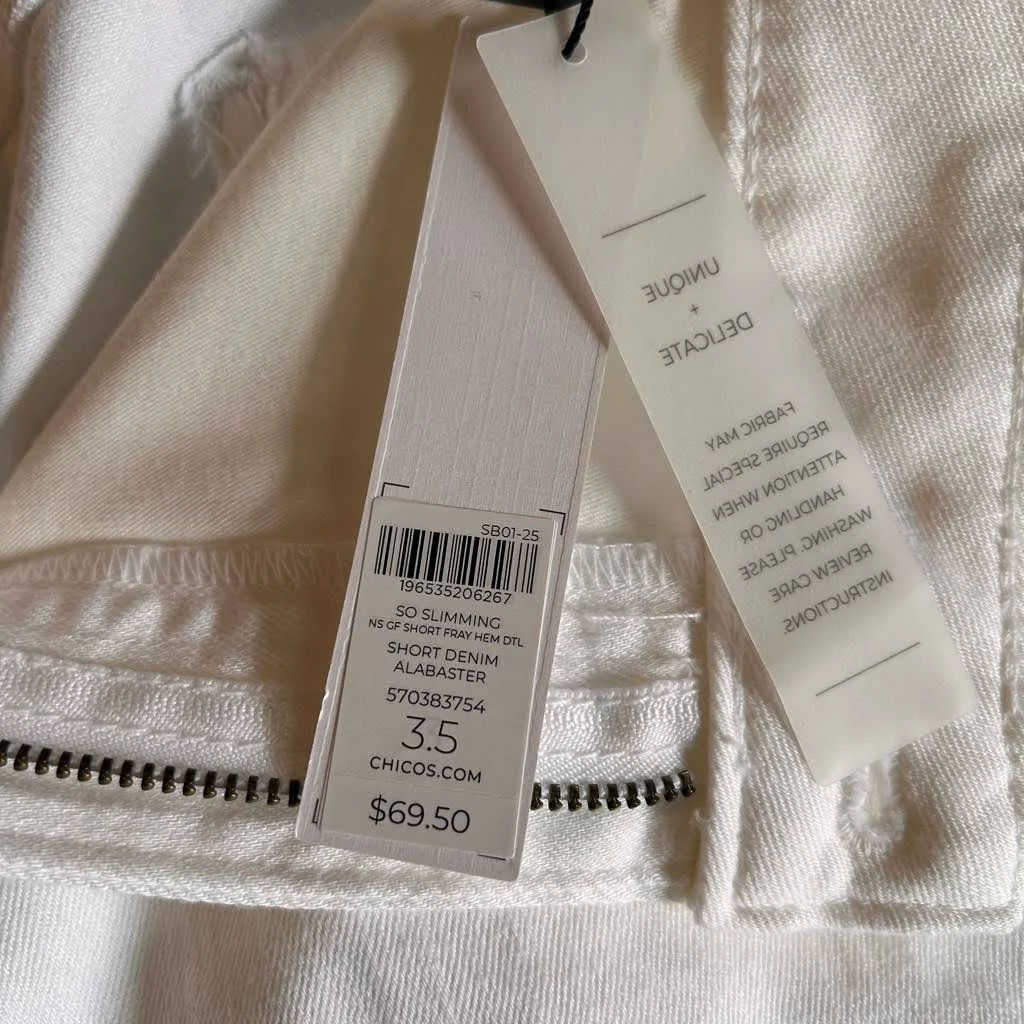 SB01-25
196535206267
SO SLIMMING
NS GF SHORT FRAY HEM DTL
SHORT DENIM
ALABASTER
570383754
3.5
CHICOS.COM
$69.50
UNIQUE
+
DELICATE
FABRIC MAY
REQUIRE SPECIAL
ATTENTION WHEN
HANDLING OR
WASHING. PLEASE
REVIEW CARE
INSTRUCTIONS.